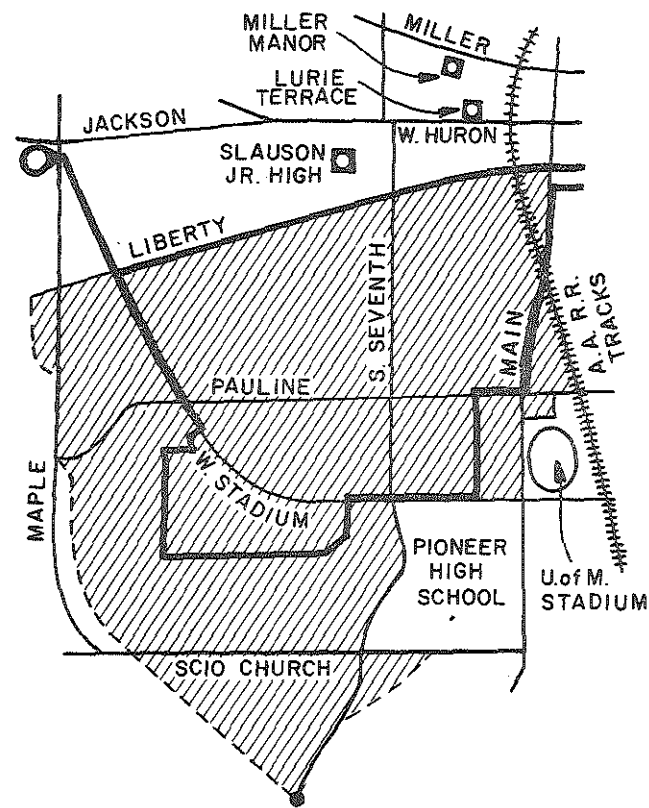 MILLER
MANOR
MILLER
LURIE
TERRACE
JACKSON
W. HURON
SLAUSON
JR. HIGH
LIBERTY
S. SEVENTH
MAIN
A.A. R.R.
TRACKS
PAULINE
W. STADIUM
MAPLE
PIONEER
HIGH
SCHOOL
U. of M.
STADIUM
SCIO CHURCH